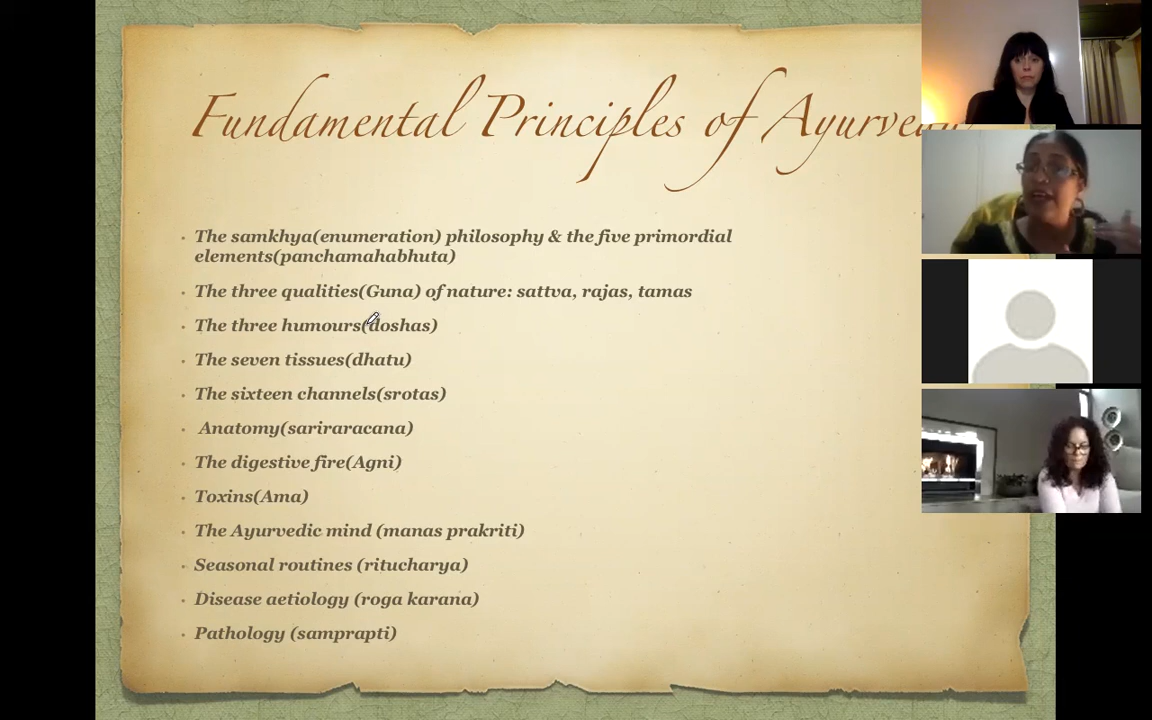 Fundamental Principles of
The samkhya(enumeration) philosophy & the five primordial
elements(panchamahabhuta)
The three qualities(Guna) of nature: sattva, rajas, tamas
The three humours(doshas)
The seven tissues(dhatu)
The sixteen channels(srotas)
Anatomy(sariraracana)
The digestive fire(Agni)
Toxins(Ama)
The Ayurvedic mind (manas prakriti)
Seasonal routines (ritucharya)
Disease aetiology (roga karana)
Pathology (samprapti)